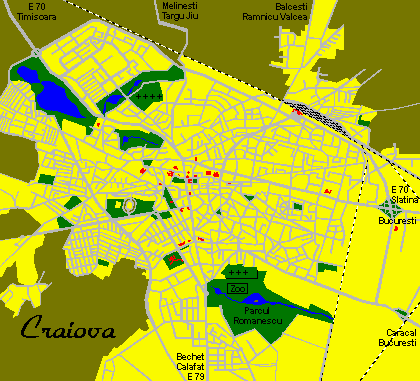 E 70
Timisoara
Melinesti
Targu Jiu
Balcesti
Ramnicu Valcea
E 70
Slatina
Bucuresti
Zoo
Parcul
Romanescu
Craiova
Caracal
Bucuresti
Bechet
Calafat
E 79